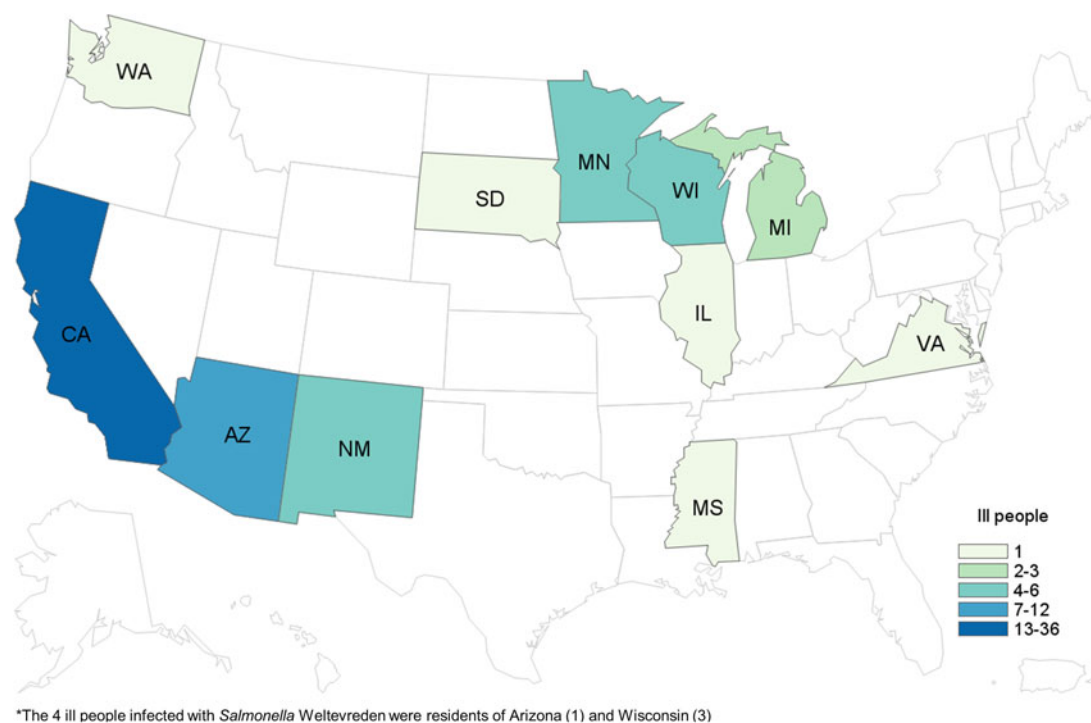 WA
MN
SD
WI
MI
CA
IL
VA
AZ
NM
MS
Ill people
1
2-3
4-6
7-12
13-36
*The 4 ill people infected with Salmonella Weltevreden were residents of Arizona (1) and Wisconsin (3)